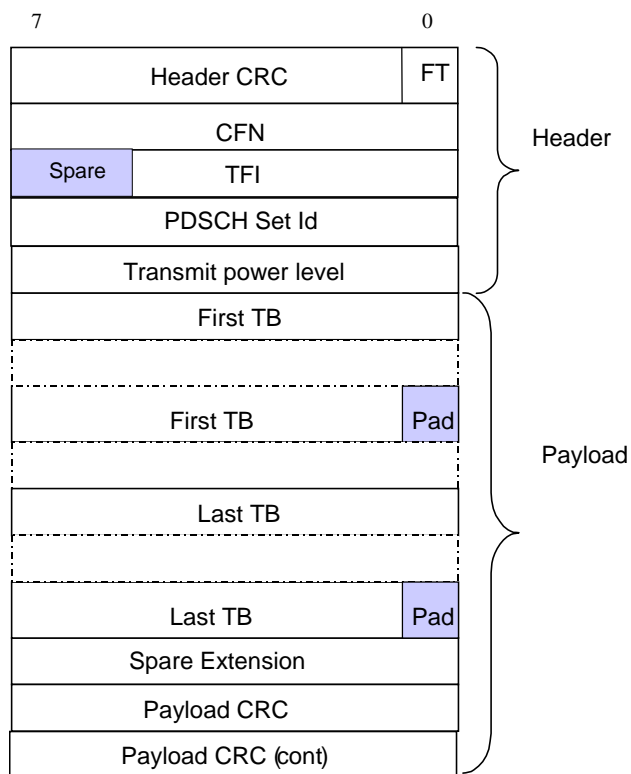 7 0
Header CRC FT
CFN
Spare TFI
PDSCH Set Id
Transmit power level
Header
First TB
First TB Pad
Last TB
Last TB Pad
Spare Extension
Payload CRC
Payload CRC (cont)
Payload